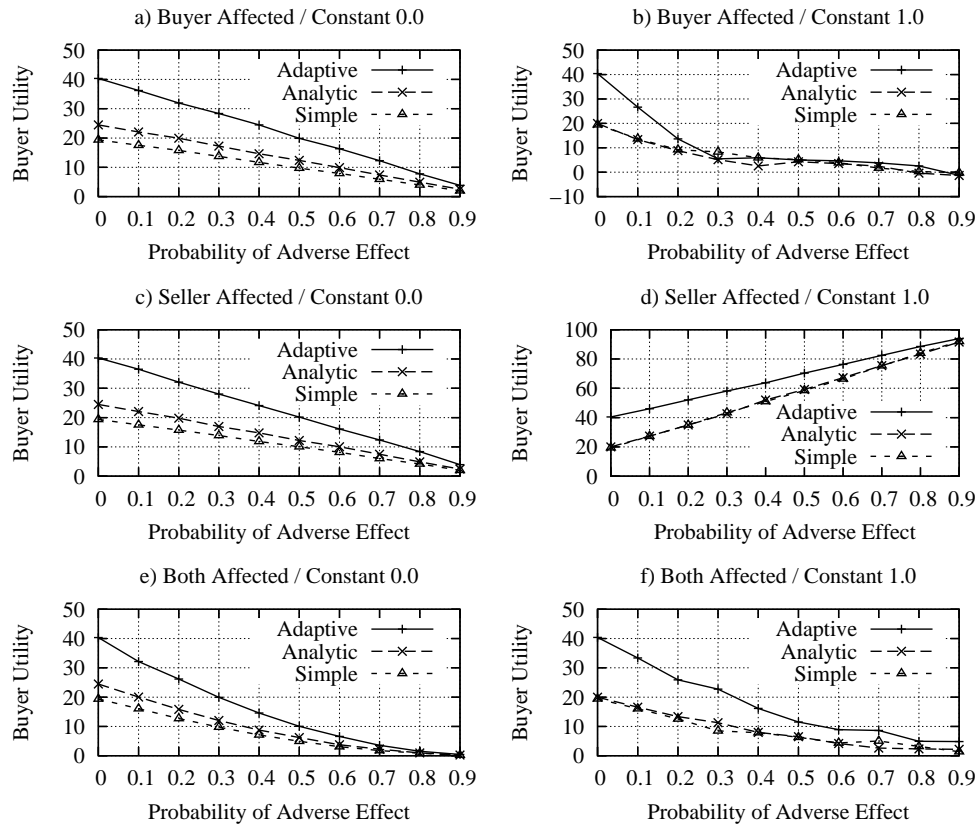 a) Buyer Affected / Constant 0.0
Buyer Utility
50
40
30
20
10
0
Adaptive
Analytic
Simple
0 0.1 0.2 0.3 0.4 0.5 0.6 0.7 0.8 0.9
Probability of Adverse Effect
b) Buyer Affected / Constant 1.0
Buyer Utility
50
40
30
20
10
0
−10
Adaptive
Analytic
Simple
0 0.1 0.2 0.3 0.4 0.5 0.6 0.7 0.8 0.9
Probability of Adverse Effect
c) Seller Affected / Constant 0.0
Buyer Utility
50
40
30
20
10
0
Adaptive
Analytic
Simple
0 0.1 0.2 0.3 0.4 0.5 0.6 0.7 0.8 0.9
Probability of Adverse Effect
d) Seller Affected / Constant 1.0
Buyer Utility
100
80
60
40
20
0
Adaptive
Analytic
Simple
0 0.1 0.2 0.3 0.4 0.5 0.6 0.7 0.8 0.9
Probability of Adverse Effect
e) Both Affected / Constant 0.0
Buyer Utility
50
40
30
20
10
0
Adaptive
Analytic
Simple
0 0.1 0.2 0.3 0.4 0.5 0.6 0.7 0.8 0.9
Probability of Adverse Effect
f) Both Affected / Constant 1.0
Buyer Utility
50
40
30
20
10
0
Adaptive
Analytic
Simple
0 0.1 0.2 0.3 0.4 0.5 0.6 0.7 0.8 0.9
Probability of Adverse Effect